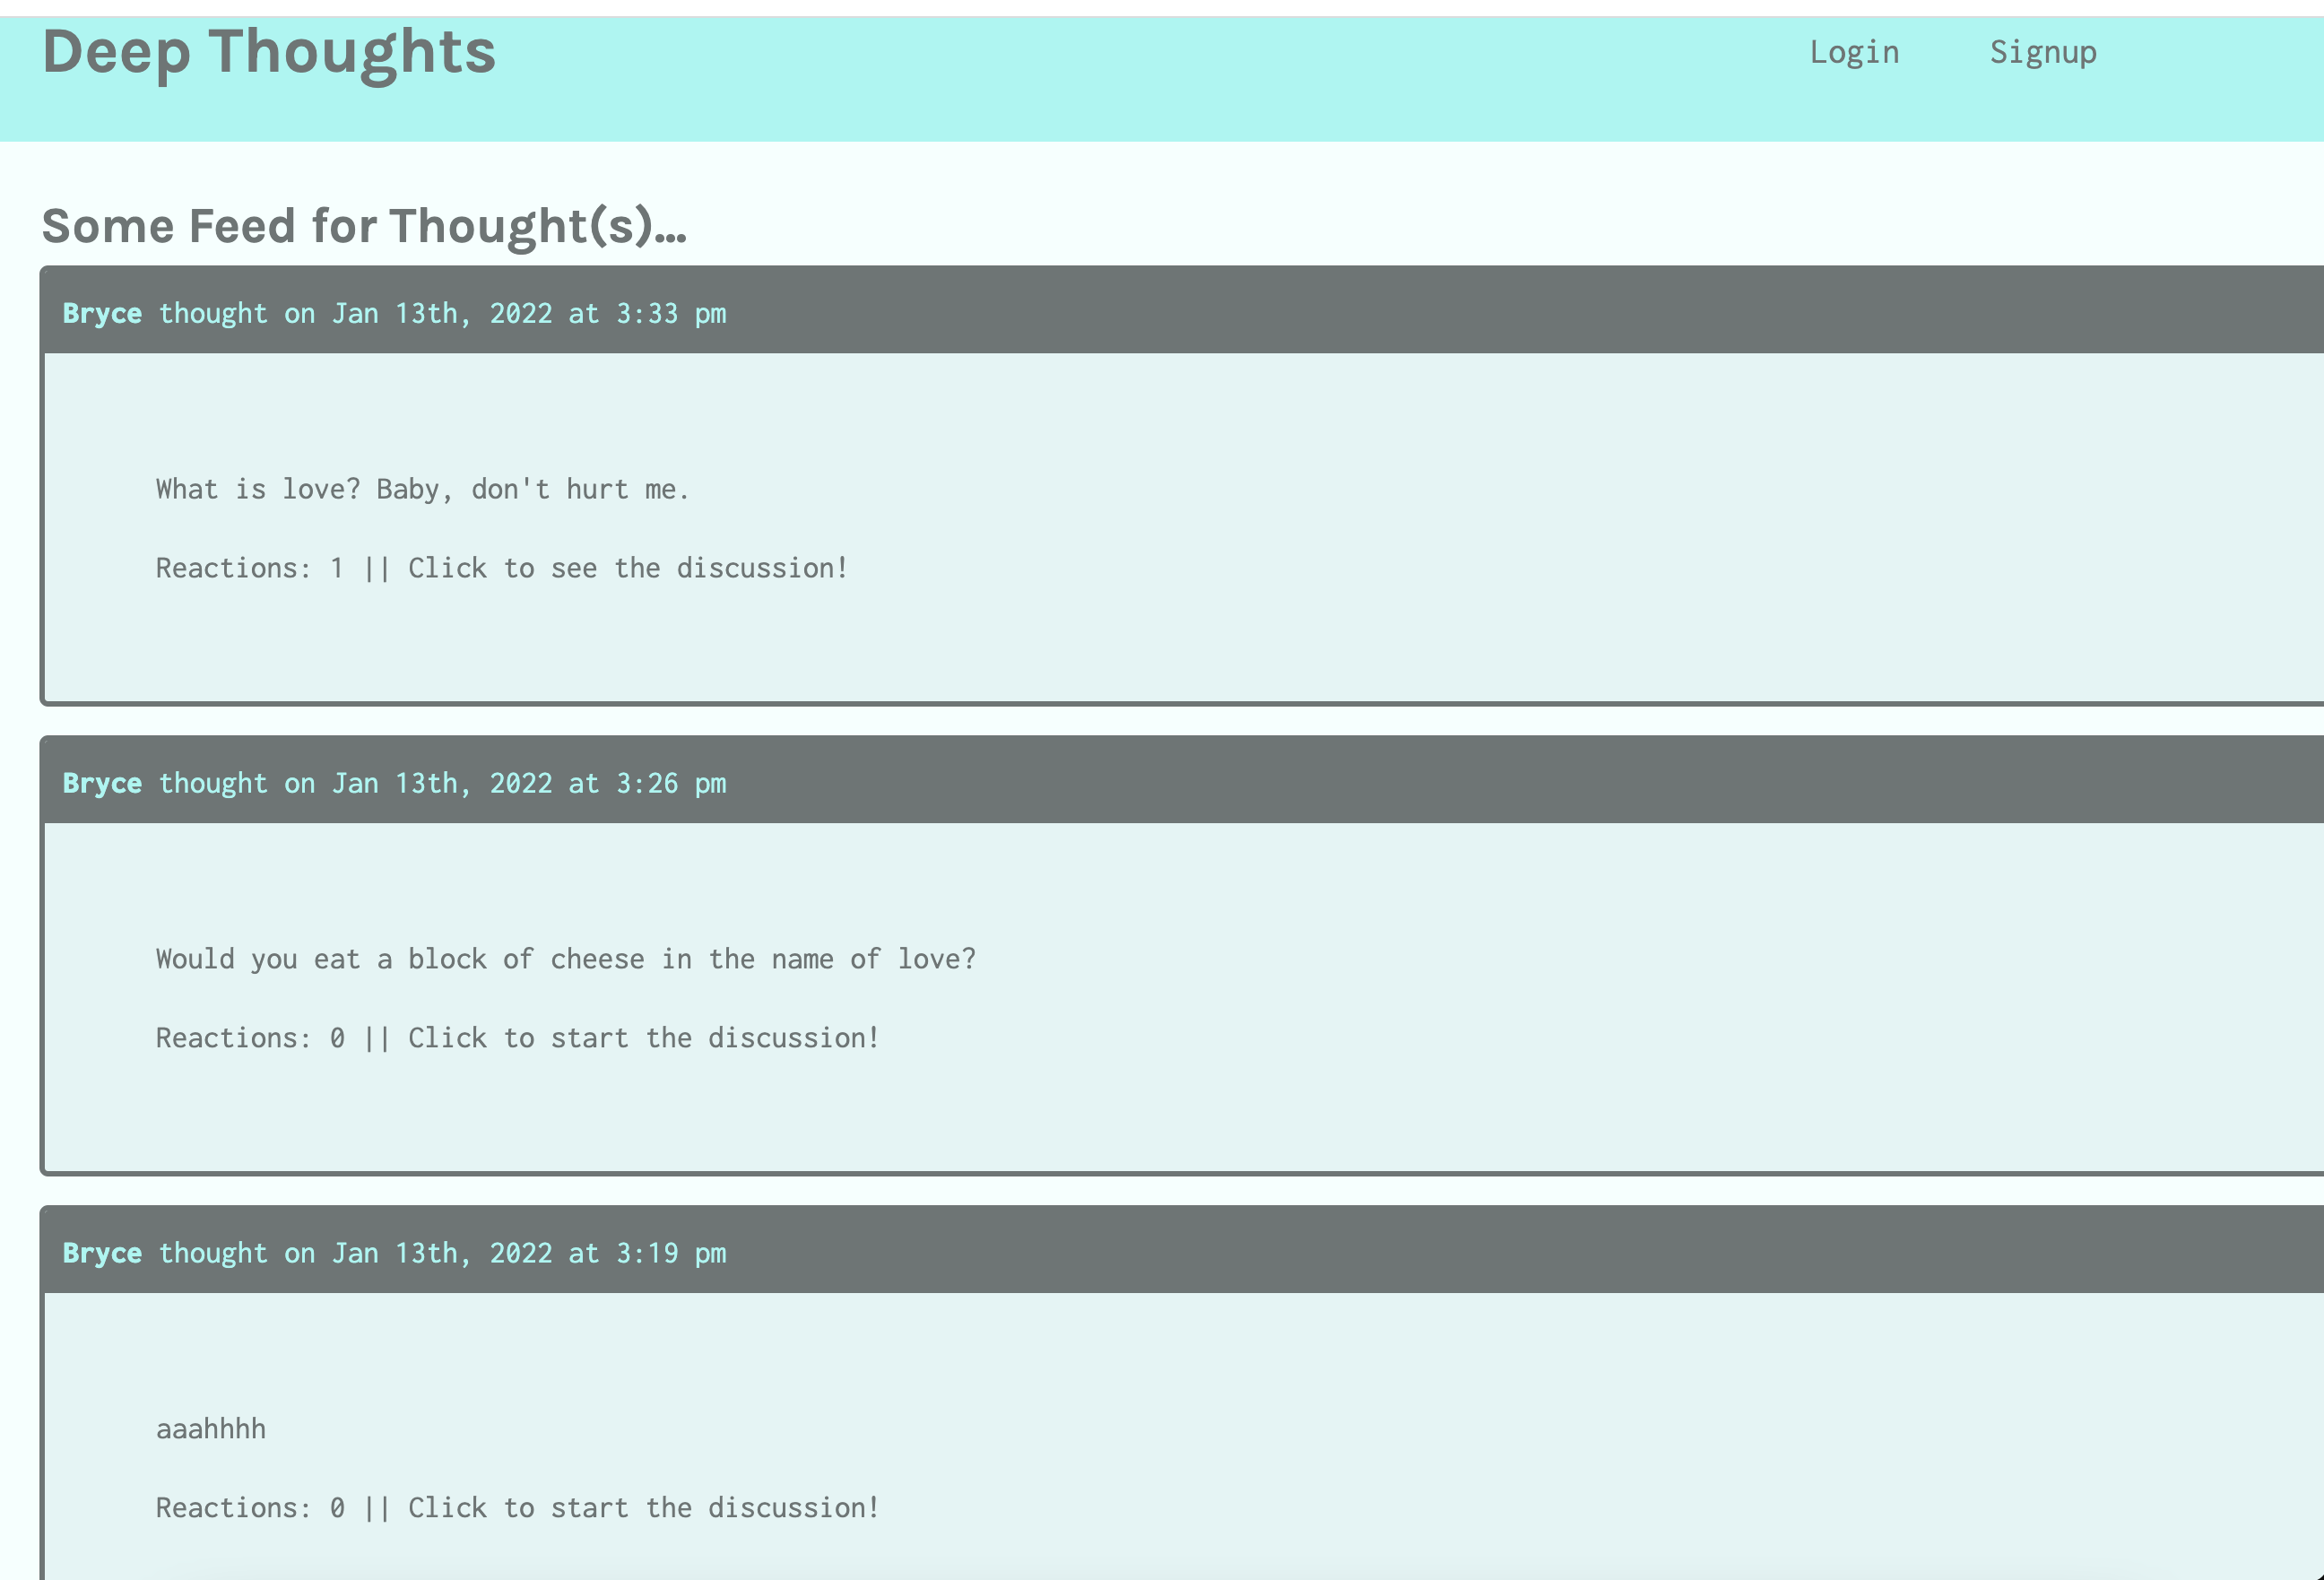 Deep Thoughts
Login Signup
Some Feed for Thought(s)...
Bryce thought on Jan 13th, 2022 at 3:33 pm
What is love? Baby, don't hurt me.
Reactions: 1 || Click to see the discussion!
Bryce thought on Jan 13th, 2022 at 3:26 pm
Would you eat a block of cheese in the name of love?
Reactions: 0 || Click to start the discussion!
Bryce thought on Jan 13th, 2022 at 3:19 pm
aaahhhh
Reactions: 0 || Click to start the discussion!